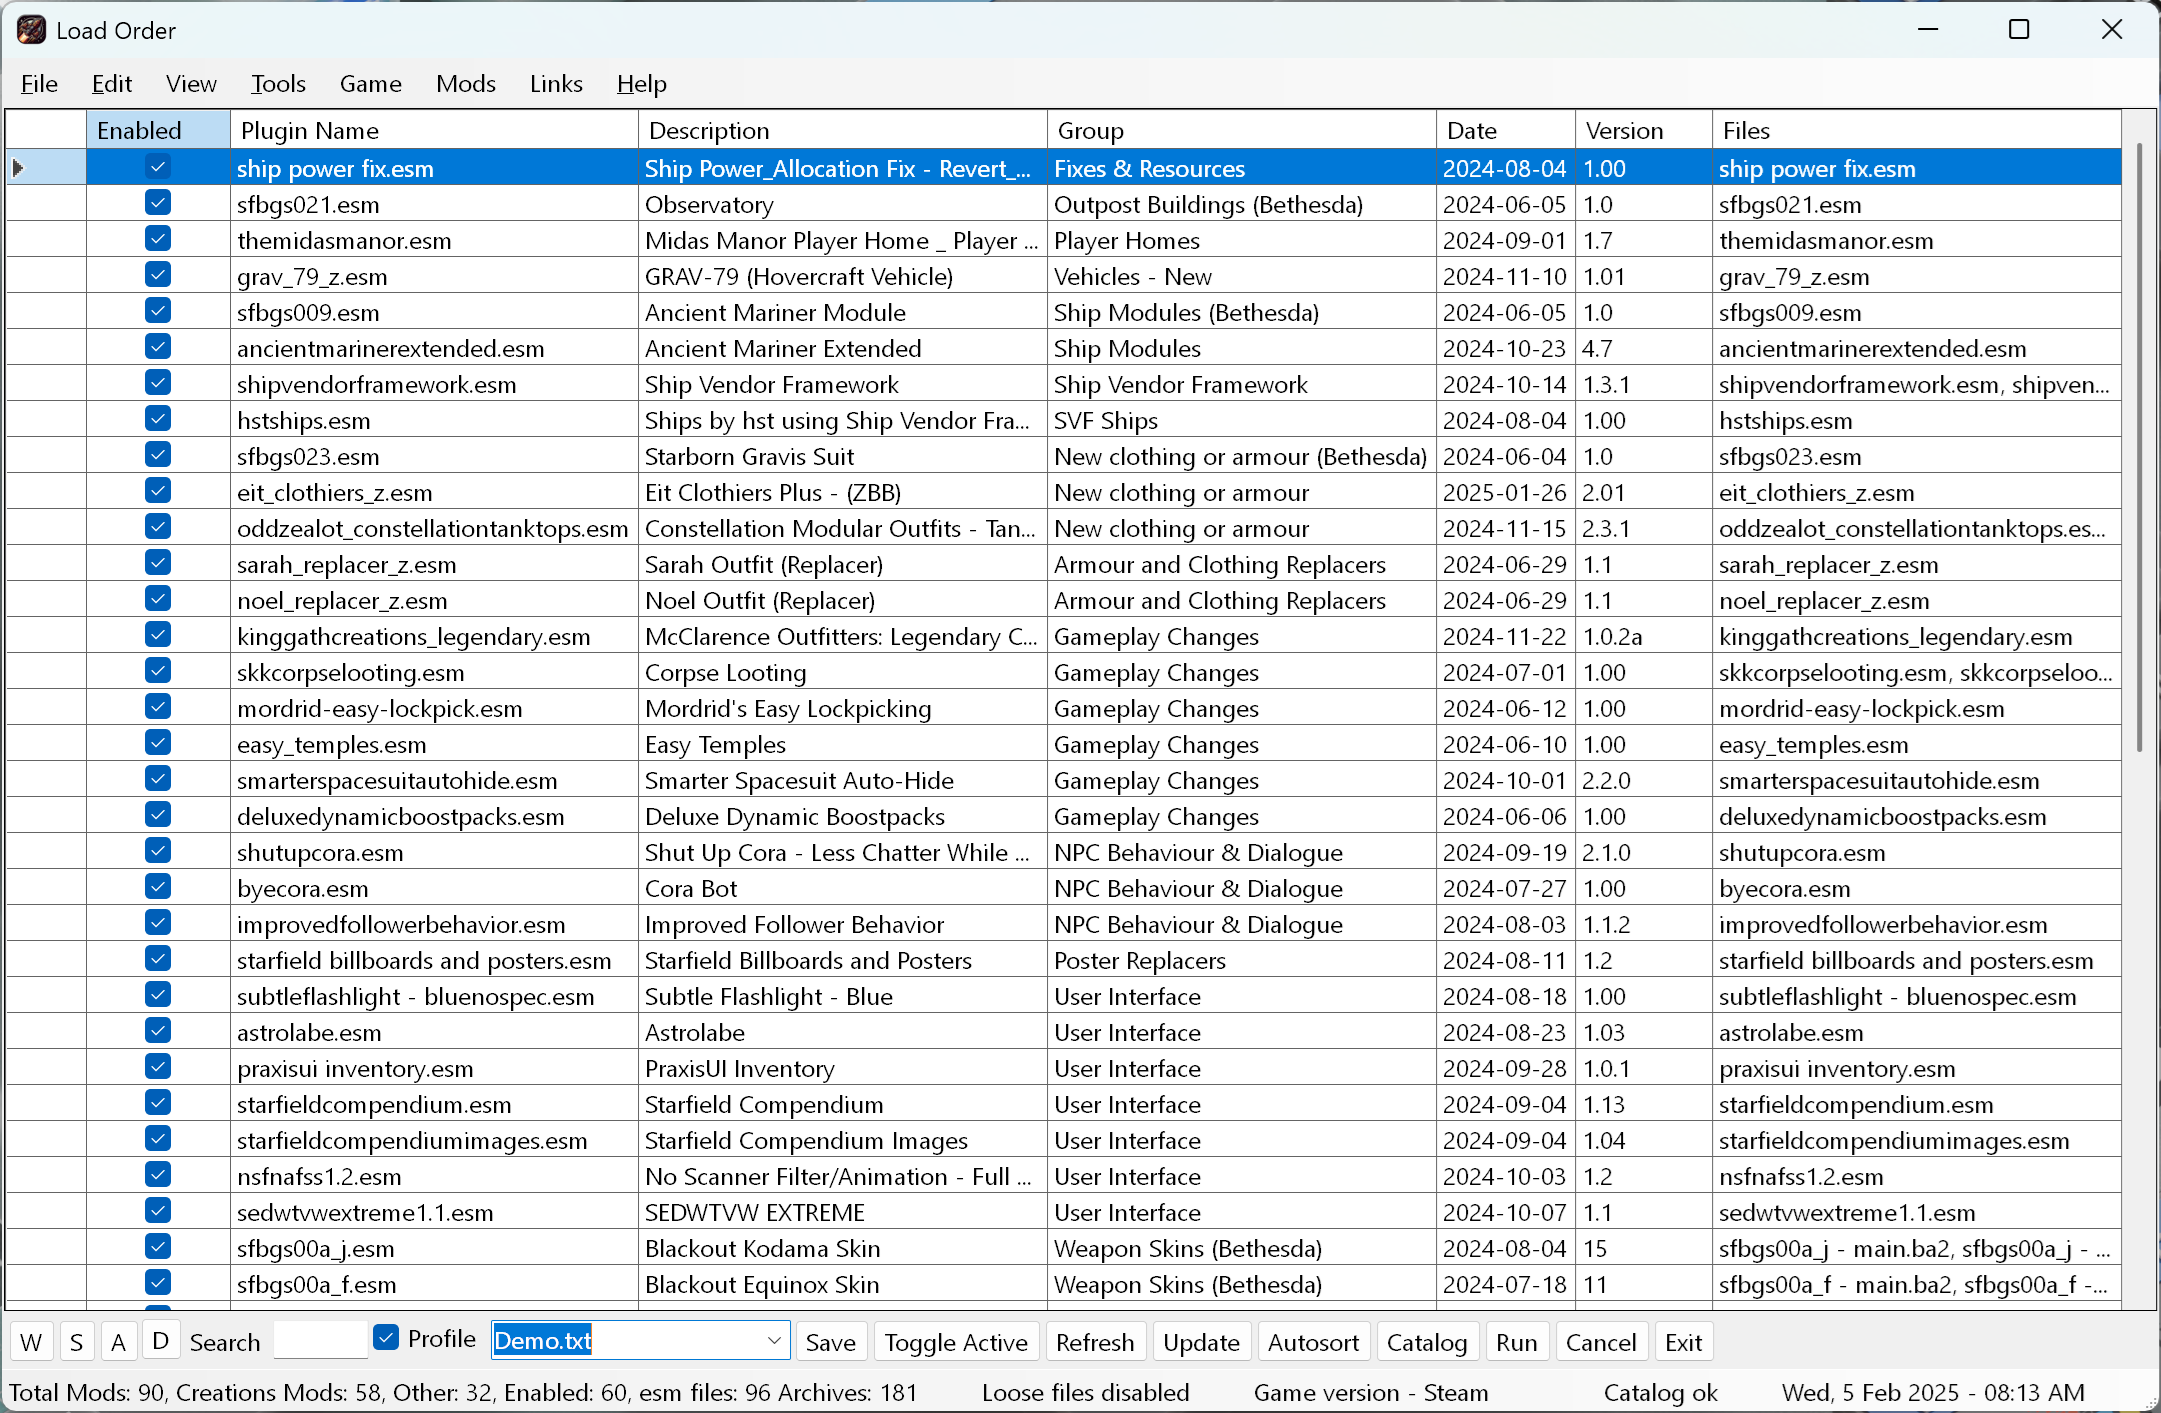 Load Order
File Edit View Tools Game Mods Links Help
Enabled Plugin Name Description Group Date Version Files
ship power fix.esm Ship Power_Allocation Fix - Revert_... Fixes & Resources 2024-08-04 1.00 ship power fix.esm
sfbgs021.esm Observatory Outpost Buildings (Bethesda) 2024-06-05 1.0 sfbgs021.esm
themidasmanor.esm Midas Manor Player Home _ Player ... Player Homes 2024-09-01 1.7 themidasmanor.esm
grav_79_z.esm GRAV-79 (Hovercraft Vehicle) Vehicles - New 2024-11-10 1.01 grav_79_z.esm
sfbgs009.esm Ancient Mariner Module Ship Modules (Bethesda) 2024-06-05 1.0 sfbgs009.esm
ancientmarinerextended.esm Ancient Mariner Extended Ship Modules 2024-10-23 4.7 ancientmarinerextended.esm
shipvendorframework.esm Ship Vendor Framework Ship Vendor Framework 2024-10-14 1.3.1 shipvendorframework.esm, shipven...
hstships.esm Ships by hst using Ship Vendor Fra... SVF Ships 2024-08-04 1.00 hstships.esm
sfbgs023.esm Starborn Gravis Suit New clothing or armour (Bethesda) 2024-06-04 1.0 sfbgs023.esm
eit_clothiers_z.esm Eit Clothiers Plus - (ZBB) New clothing or armour 2025-01-26 2.01 eit_clothiers_z.esm
oddzealot_constellationtanktops.esm Constellation Modular Outfits - Tan... New clothing or armour 2024-11-15 2.3.1 oddzealot_constellationtanktops.es...
sarah_replacer_z.esm Sarah Outfit (Replacer) Armour and Clothing Replacers 2024-06-29 1.1 sarah_replacer_z.esm
noel_replacer_z.esm Noel Outfit (Replacer) Armour and Clothing Replacers 2024-06-29 1.1 noel_replacer_z.esm
kinggathcreations_legendary.esm McClarence Outfitters: Legendary C... Gameplay Changes 2024-11-22 1.0.2a kinggathcreations_legendary.esm
skkcorpselooting.esm Corpse Looting Gameplay Changes 2024-07-01 1.00 skkcorpselooting.esm, skkcorpseloo...
mordrid-easy-lockpick.esm Mordrid's Easy Lockpicking Gameplay Changes 2024-06-12 1.00 mordrid-easy-lockpick.esm
easy_temples.esm Easy Temples Gameplay Changes 2024-06-10 1.00 easy_temples.esm
smarterspacesuitautohide.esm Smarter Spacesuit Auto-Hide Gameplay Changes 2024-10-01 2.2.0 smarterspacesuitautohide.esm
deluxedynamicboostpacks.esm Deluxe Dynamic Boostpacks Gameplay Changes 2024-06-06 1.00 deluxedynamicboostpacks.esm
shutupcora.esm Shut Up Cora - Less Chatter While ... NPC Behaviour & Dialogue 2024-09-19 2.1.0 shutupcora.esm
byecora.esm Cora Bot NPC Behaviour & Dialogue 2024-07-27 1.00 byecora.esm
improvedfollowerbehavior.esm Improved Follower Behavior NPC Behaviour & Dialogue 2024-08-03 1.1.2 improvedfollowerbehavior.esm
starfield billboards and posters.esm Starfield Billboards and Posters Poster Replacers 2024-08-11 1.2 starfield billboards and posters.esm
subtleflashlight - bluenospec.esm Subtle Flashlight - Blue User Interface 2024-08-18 1.00 subtleflashlight - bluenospec.esm
astrolabe.esm Astrolabe User Interface 2024-08-23 1.03 astrolabe.esm
praxisui inventory.esm PraxisUI Inventory User Interface 2024-09-28 1.0.1 praxisui inventory.esm
starfieldcompendium.esm Starfield Compendium User Interface 2024-09-04 1.13 starfieldcompendium.esm
starfieldcompendiumimages.esm Starfield Compendium Images User Interface 2024-09-04 1.04 starfieldcompendiumimages.esm
nsfnafss1.2.esm No Scanner Filter/Animation - Full ... User Interface 2024-10-03 1.2 nsfnafss1.2.esm
sedwtvwextreme1.1.esm SEDWTVW EXTREME User Interface 2024-10-07 1.1 sedwtvwextreme1.1.esm
sfbgs00a_j.esm Blackout Kodama Skin Weapon Skins (Bethesda) 2024-08-04 15 sfbgs00a_j - main.ba2, sfbgs00a_j - ...
sfbgs00a_f.esm Blackout Equinox Skin Weapon Skins (Bethesda) 2024-07-18 11 sfbgs00a_f - main.ba2, sfbgs00a_f -...
W S A D Search Profile Demo.txt Save Toggle Active Refresh Update Autosort Catalog Run Cancel Exit
Total Mods: 90, Creations Mods: 58, Other: 32, Enabled: 60, esm files: 96 Archives: 181 Loose files disabled Game version - Steam Catalog ok Wed, 5 Feb 2025 - 08:13 AM